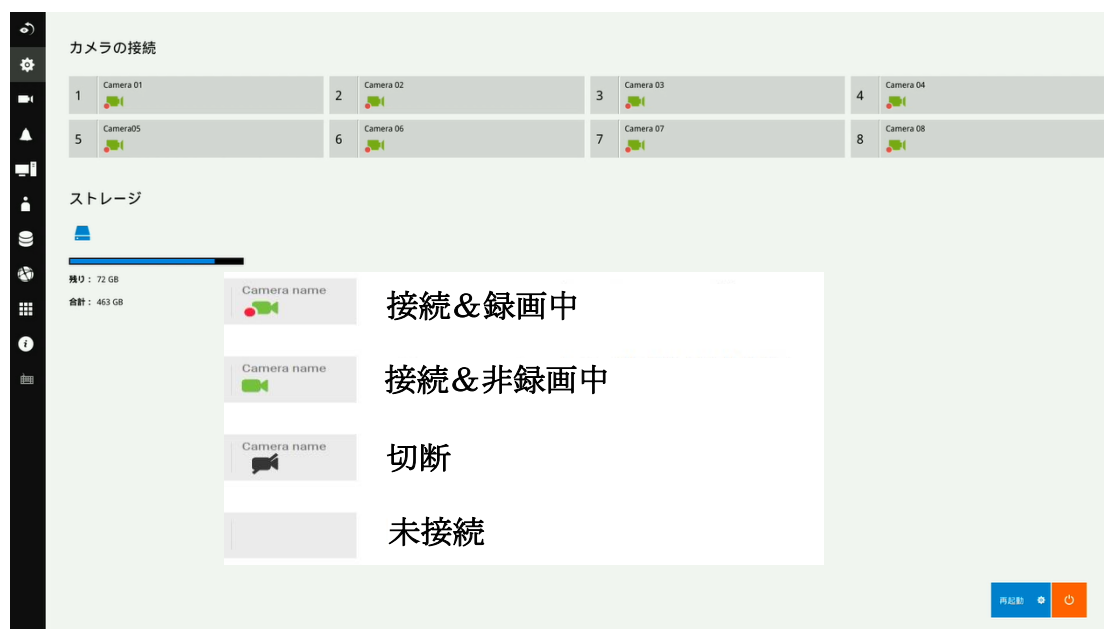 カメラの接続
1 Camera 01
2 Camera 02
3 Camera 03
4 Camera 04
5 Camera05
6 Camera 06
7 Camera 07
8 Camera 08
ストレージ
残り： 72 GB
合計： 463 GB
Camera name 接続＆録画中
Camera name 接続＆非録画中
Camera name 切断
未接続
再起動